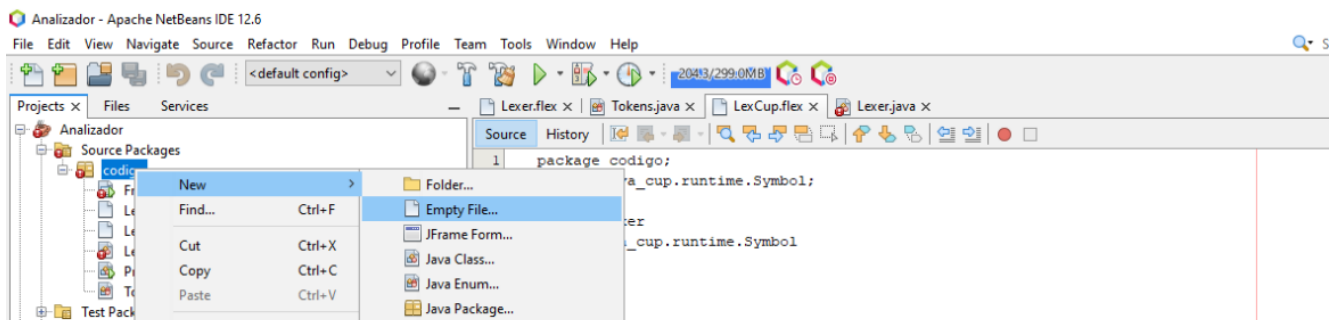 Analizador - Apache NetBeans IDE 12.6
File Edit View Navigate Source Refactor Run Debug Profile Team Tools Window Help
<default config> 204.3/299.0MB
Projects Files Services
Lexer.flex Tokens.java LexCup.flex Lexer.java
Analizador
Source History
Source Packages
1 package codigo;
codigo
New Folder...
a_cup.runtime.Symbol;
Find... Ctrl+F Empty File...
JFrame Form...
Cut Ctrl+X
_cup.runtime.Symbol
Java Class...
Copy Ctrl+C
Java Enum...
Paste Ctrl+V
Test Pack
Java Package...